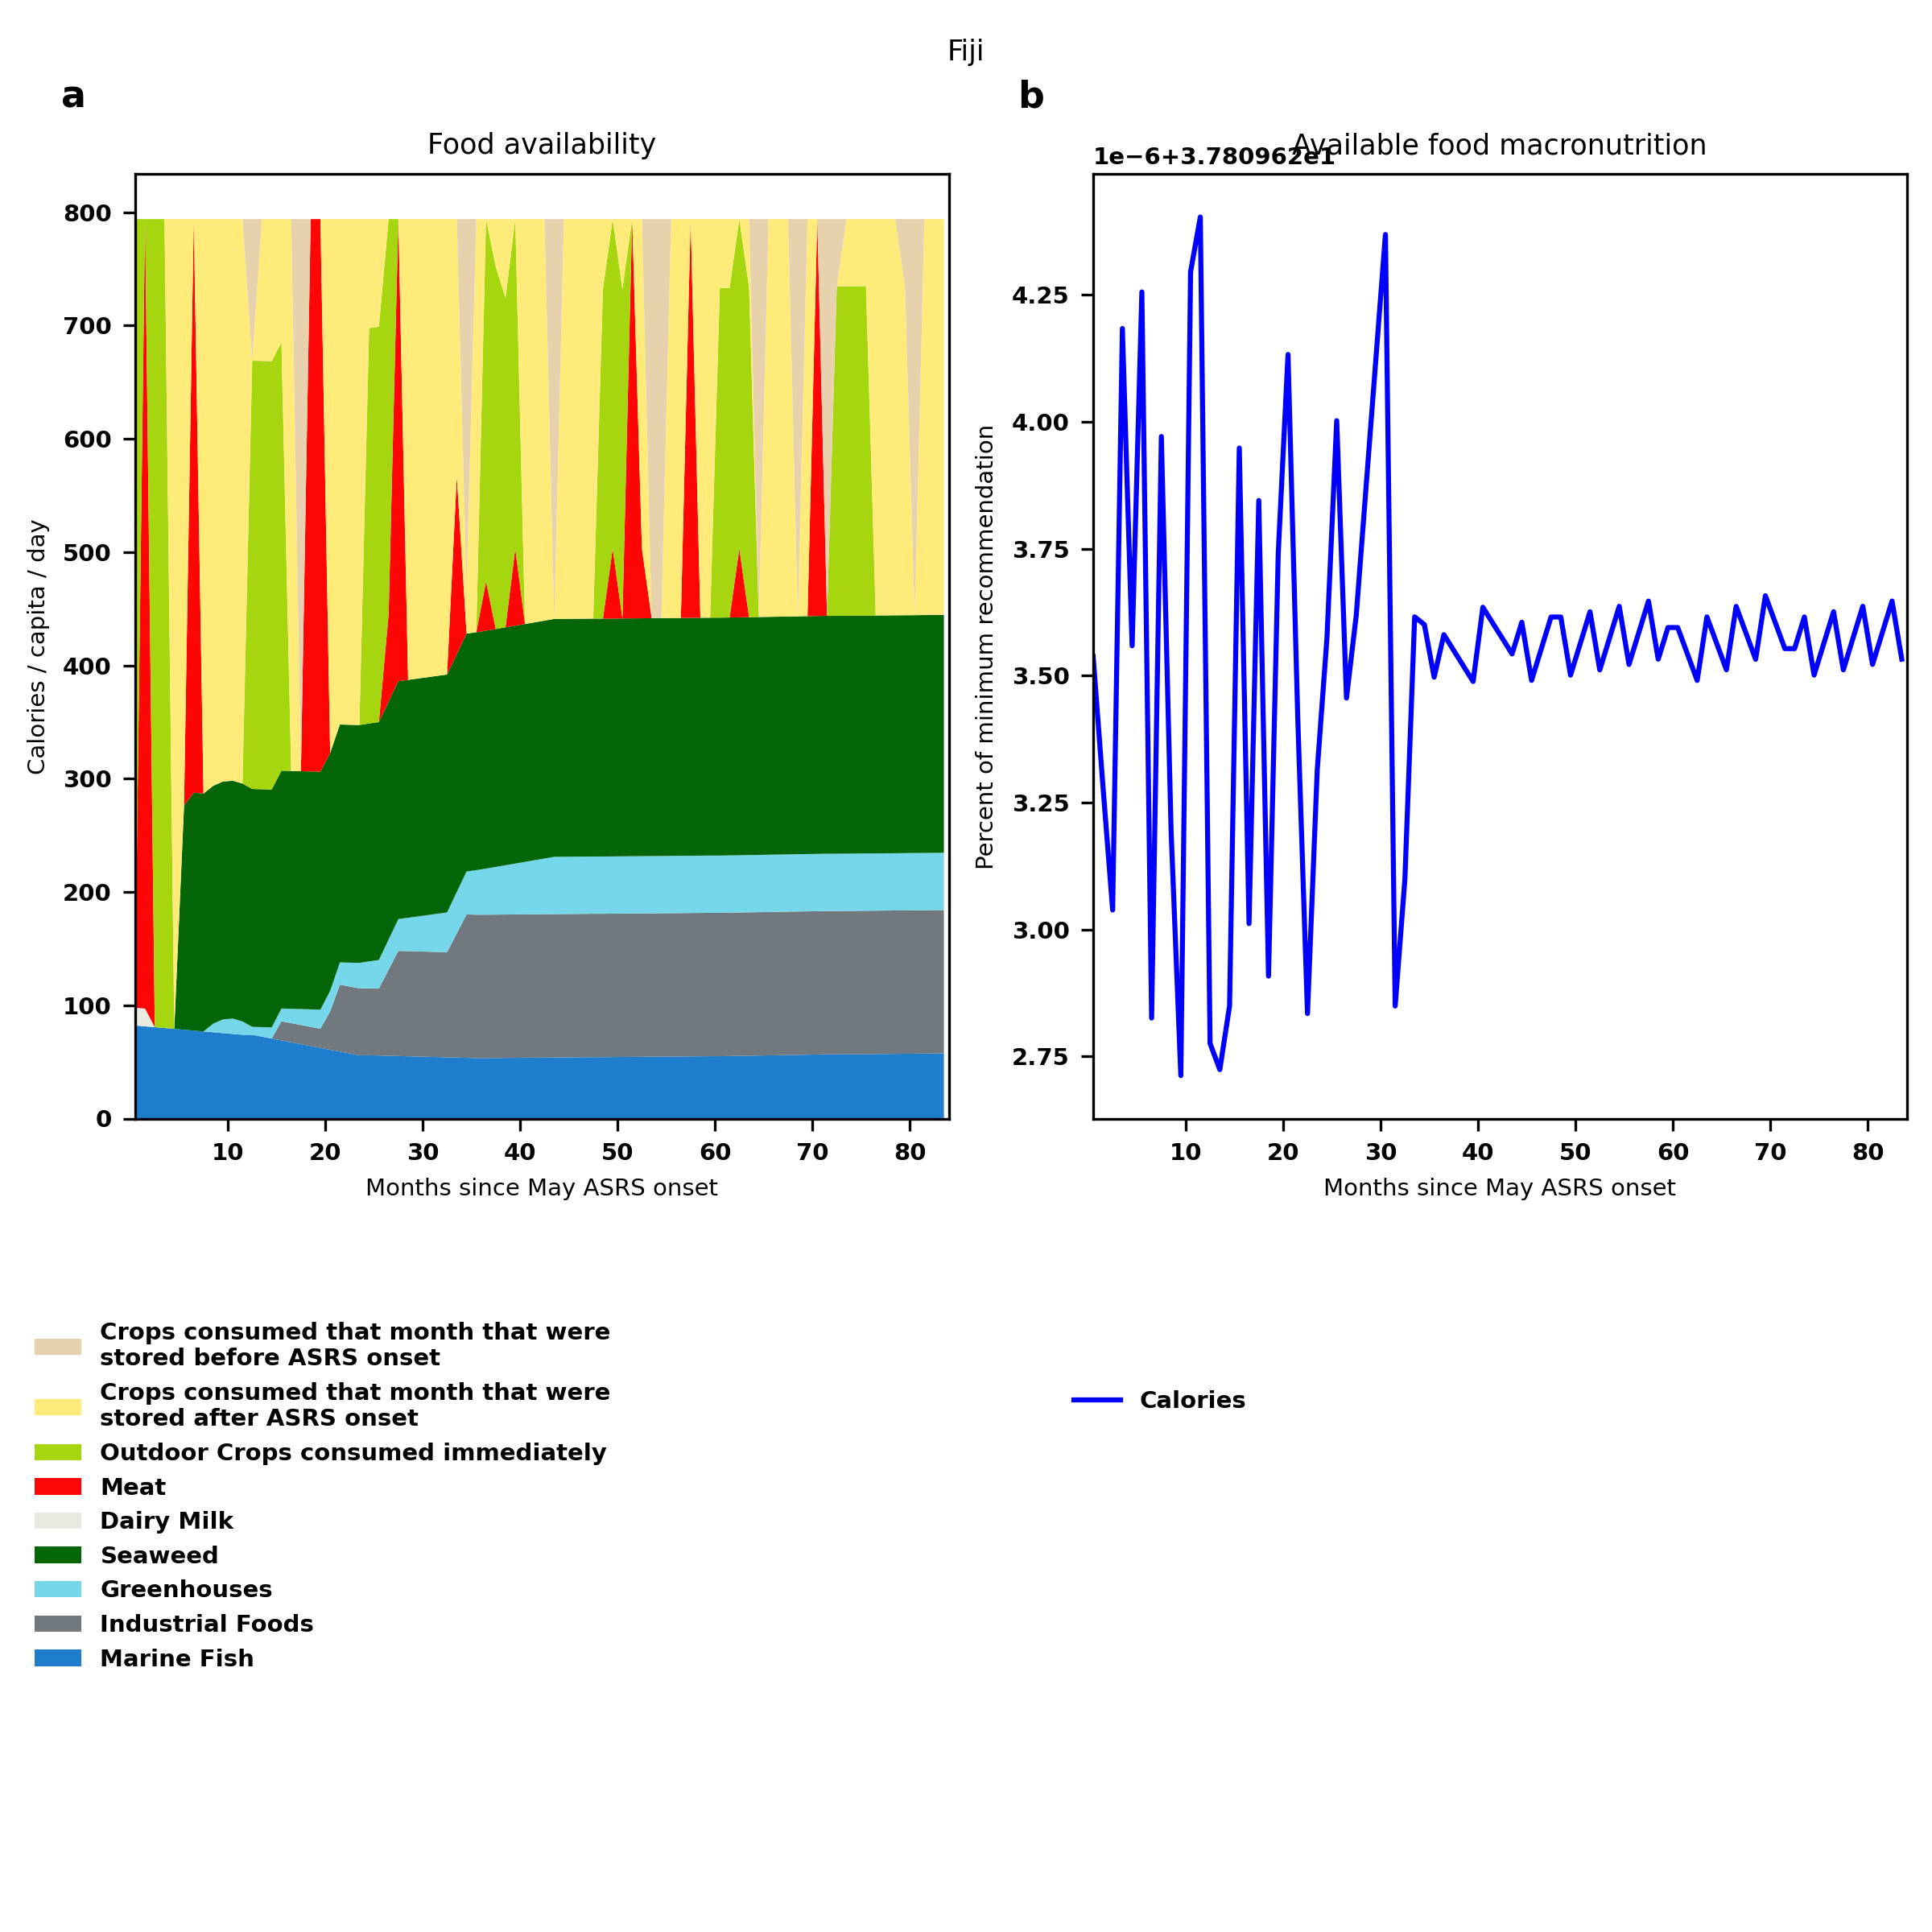 Fiji
a
b
Food availability
Available food macronutrition
1e−6+3.780962e1
800
700
600
500
400
300
200
100
0
Calories / capita / day
10 20 30 40 50 60 70 80
Months since May ASRS onset
4.25
4.00
3.75
3.50
3.25
3.00
2.75
Percent of minimum recommendation
10 20 30 40 50 60 70 80
Months since May ASRS onset
Crops consumed that month that were
stored before ASRS onset
Crops consumed that month that were
stored after ASRS onset
Outdoor Crops consumed immediately
Meat
Dairy Milk
Seaweed
Greenhouses
Industrial Foods
Marine Fish
Calories